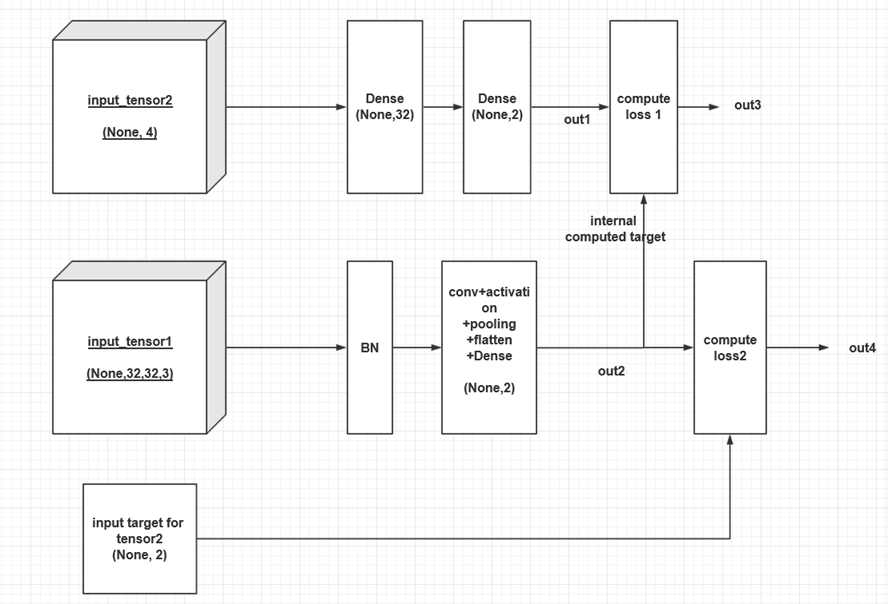 input_tensor2
(None, 4)
Dense
(None,32)
Dense
(None,2)
out1
compute
loss 1
out3
internal
computed target
input_tensor1
(None,32,32,3)
BN
conv+activati
on
+pooling
+flatten
+Dense
(None,2)
out2
compute
loss2
out4
input target for
tensor2
(None, 2)